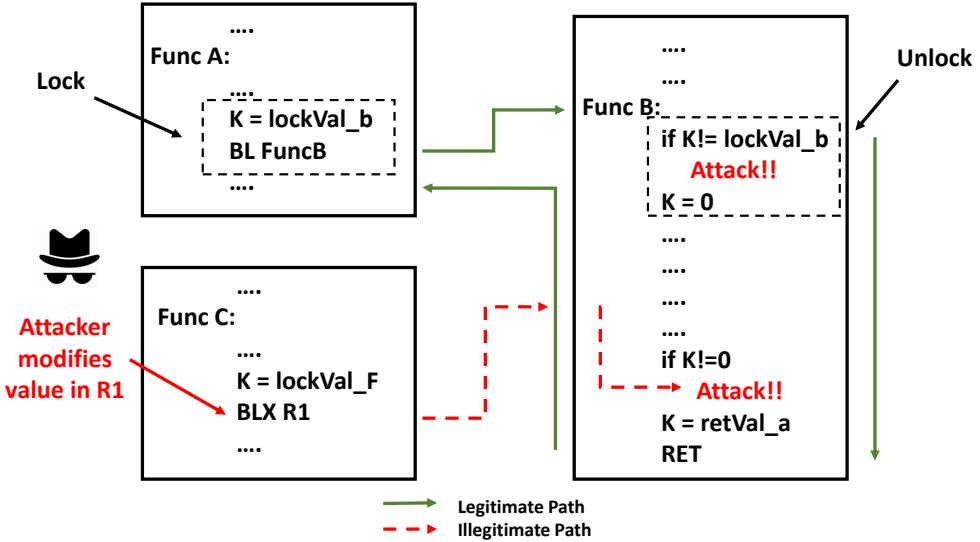 Lock
....
Func A:
....
K = lockVal_b
BL FuncB
....
Attacker
modifies
value in R1
....
Func C:
....
K = lockVal_F
BLX R1
....
Unlock
....
....
Func B:
if K!= lockVal_b
Attack!!
K = 0
....
....
....
....
if K!=0
Attack!!
K = retVal_a
RET
Legitimate Path
Illegitimate Path